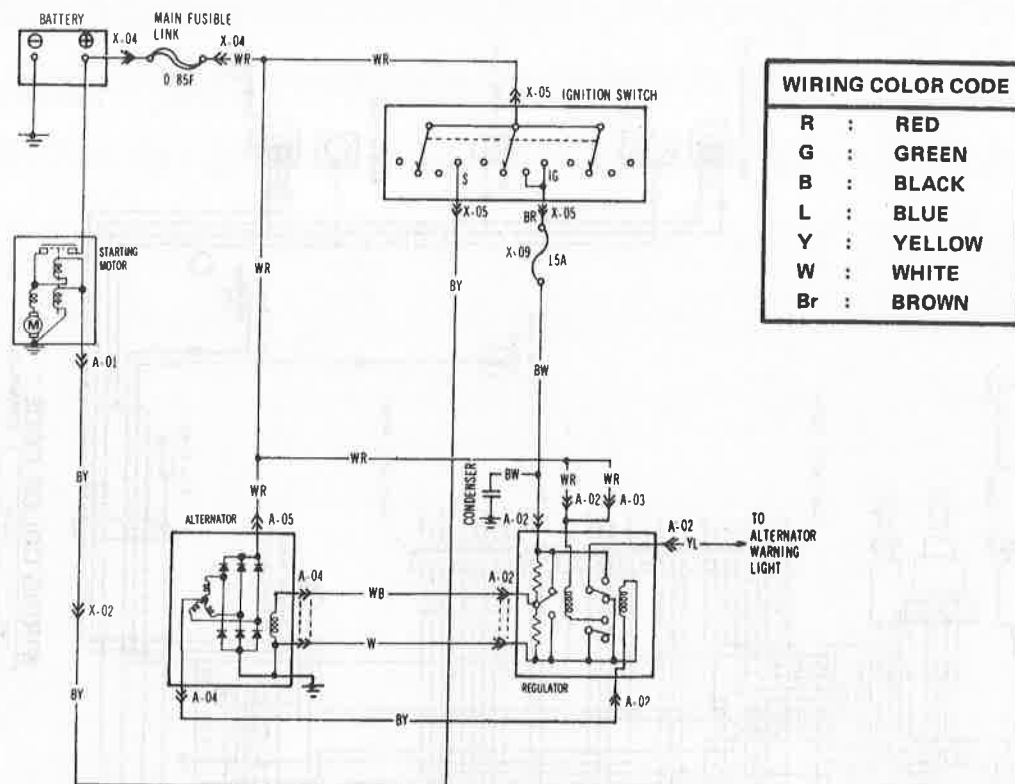 BATTERY
MAIN FUSIBLE
LINK
X-04
X-04
WR
WR
0 85F
X-05
IGNITION SWITCH
S
IG
X-05
BR
X-05
X-09
15A
WIRING COLOR CODE
R : RED
G : GREEN
B : BLACK
L : BLUE
Y : YELLOW
W : WHITE
Br : BROWN
STARTING
MOTOR
M
A-01
WR
BY
BW
WR
BW
WR
WR
WR
CONDENSER
A-02
A-03
ALTERNATOR
A-05
A-02
A-02
YL
TO
ALTERNATOR
WARNING
LIGHT
BY
A-04
WB
A-02
X-02
W
BY
A-04
REGULATOR
A-02
BY